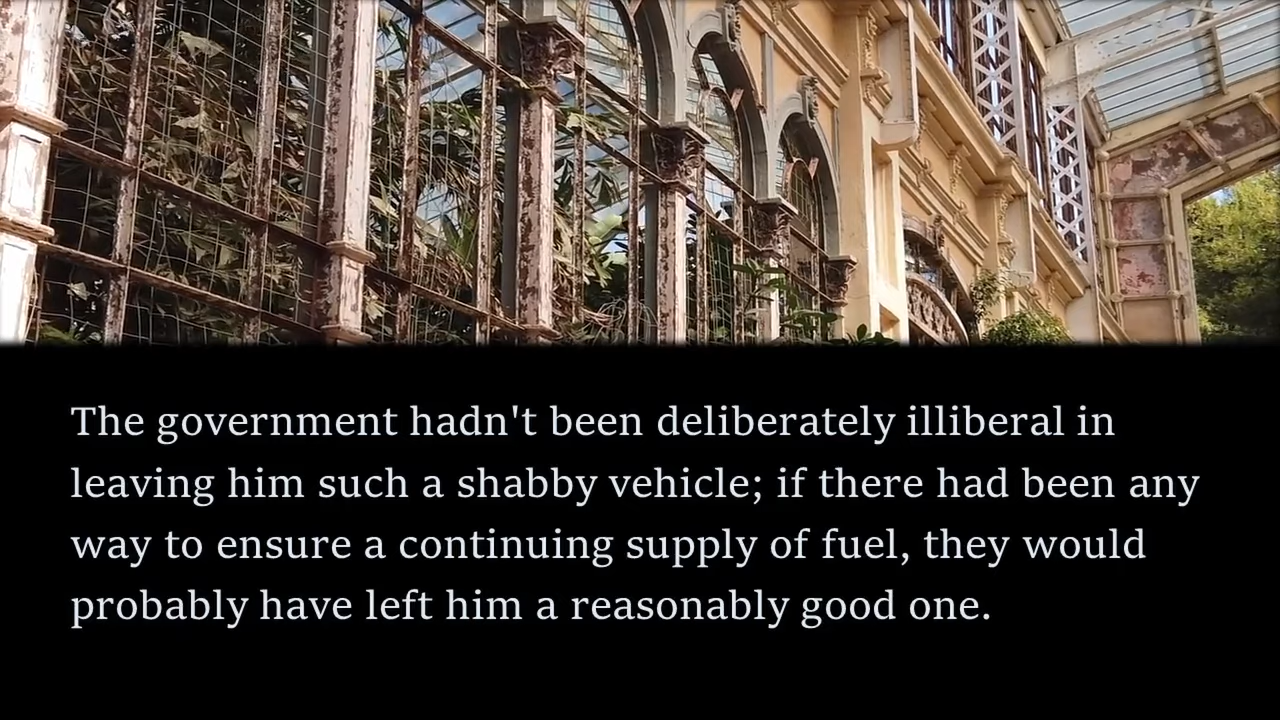 The government hadn't been deliberately illiberal in
leaving him such a shabby vehicle; if there had been any
way to ensure a continuing supply of fuel, they would
probably have left him a reasonably good one.